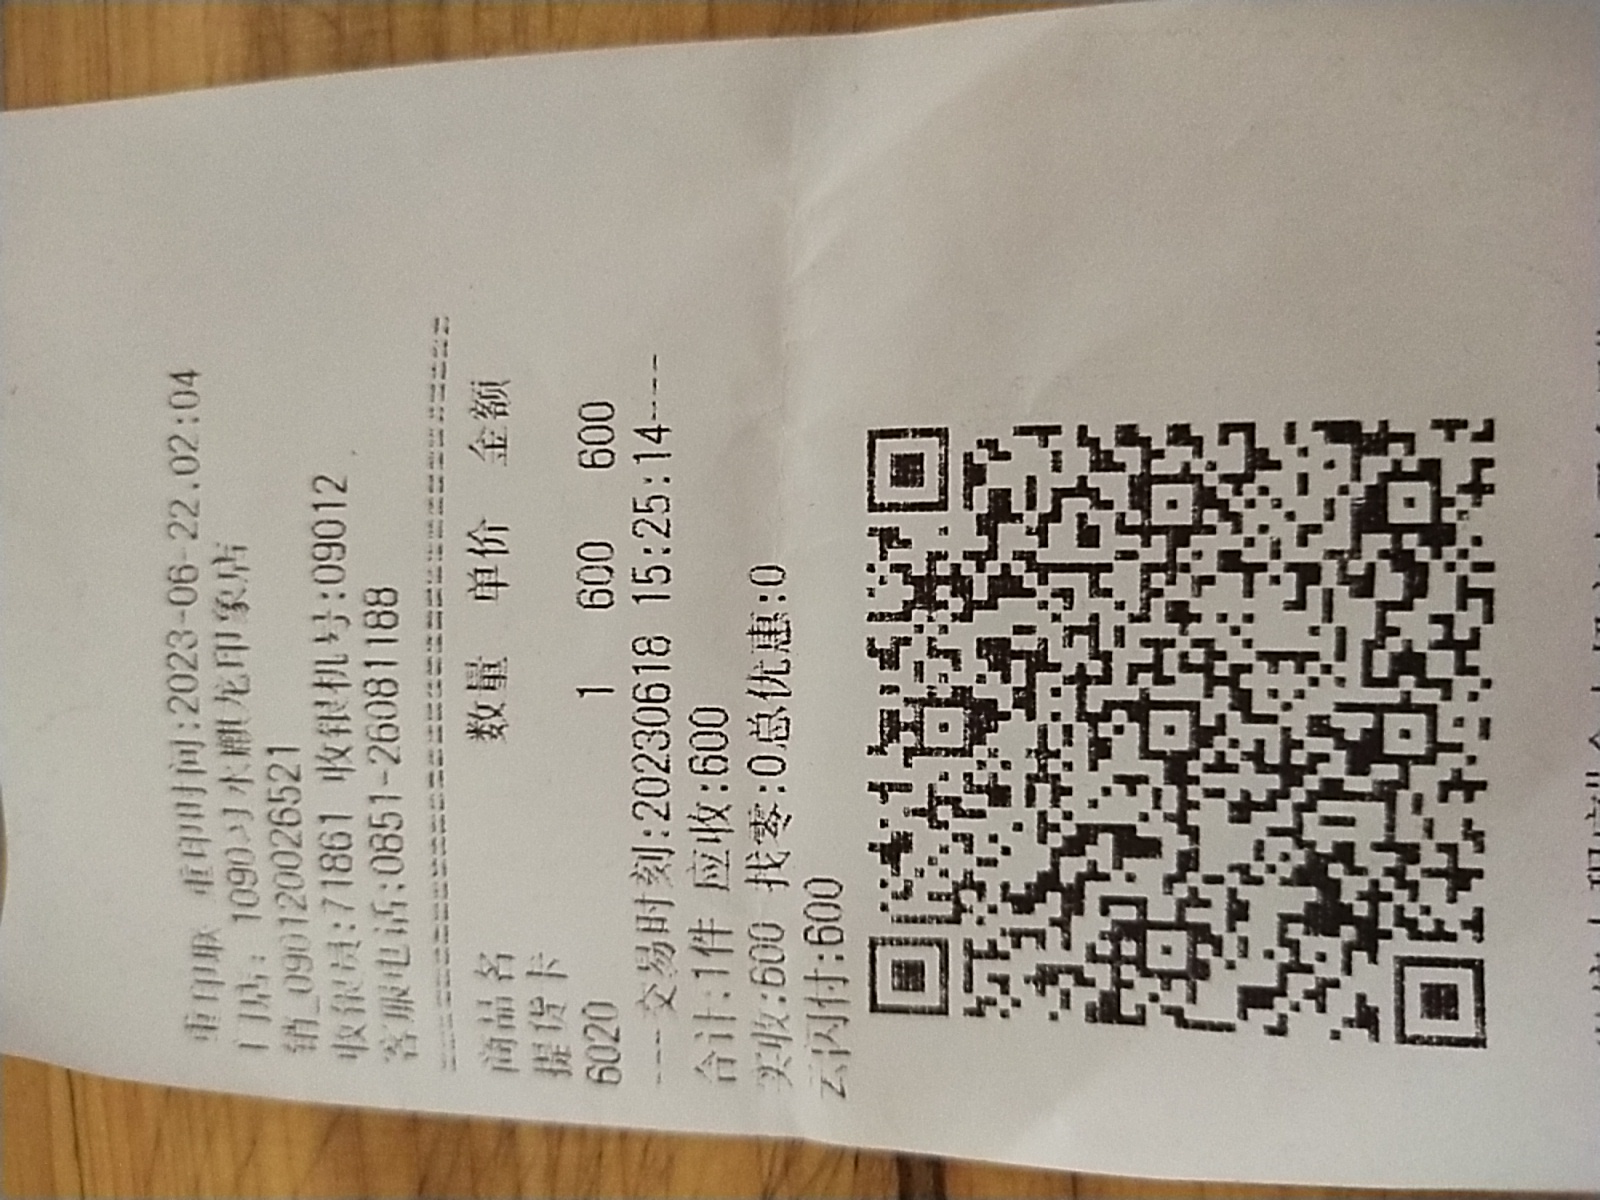 重印联 重印时间:2023-06-22.02:04
门店: 1090习水麒龙印象店
销_090120002265521
收银员:71861 收银机号:09012
客服电话:0851-26081188
商品名 数量 单价 金额
提货卡
6020 1 600 600
---交易时刻:20230618 15:25:14----
合计:1件 应收:600
实收:600 找零:0总优惠:0
云闪付:600